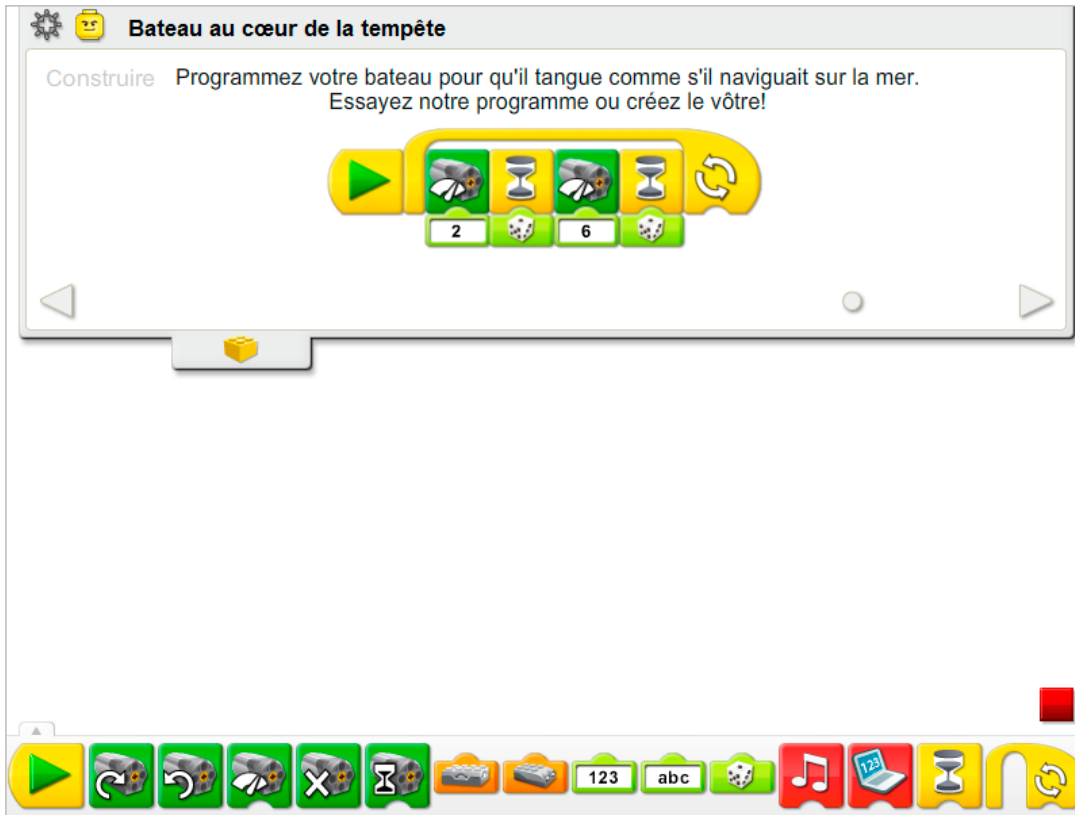 Bateau au cœur de la tempête
Construire
Programmez votre bateau pour qu'il tangue comme s'il naviguait sur la mer.
Essayez notre programme ou créez le vôtre!
2
6
123
abc
123